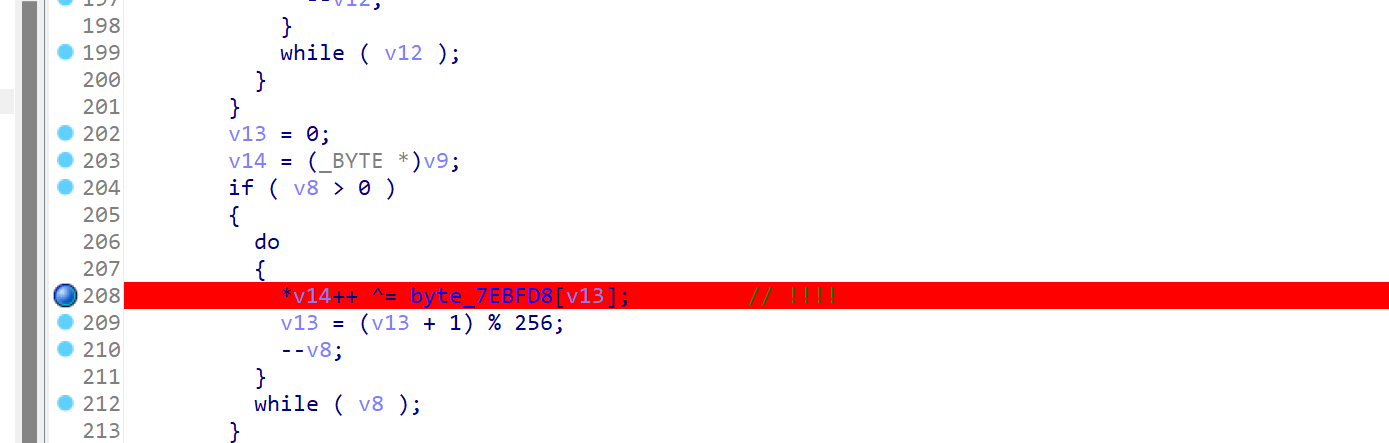 197 --v12;
198 }
199 while ( v12 );
200 }
201 }
202 v13 = 0;
203 v14 = (_BYTE *)v9;
204 if ( v8 > 0 )
205 {
206 do
207 {
208 *v14++ ^= byte_7EBFD8[v13]; // !!!!
209 v13 = (v13 + 1) % 256;
210 --v8;
211 }
212 while ( v8 );
213 }